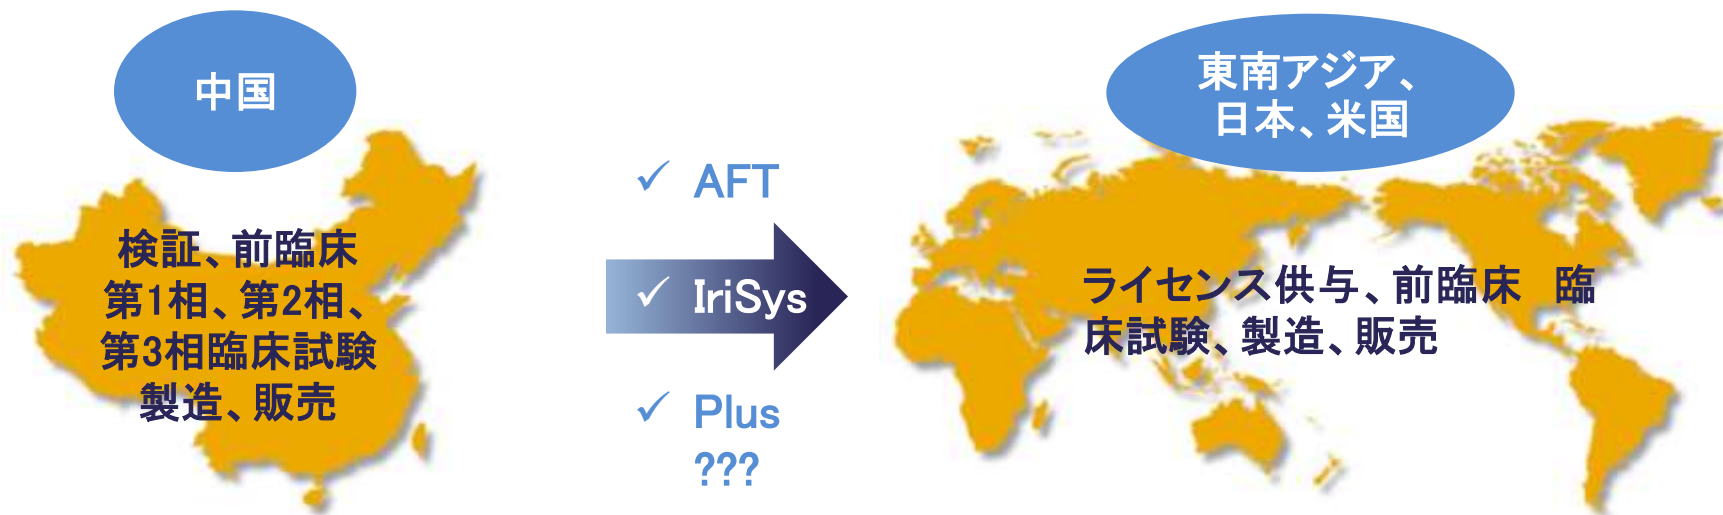 中国
検証、前臨床
第1相、第2相、
第3相臨床試験
製造、販売
AFT
IriSys
Plus
???
東南アジア、
日本、米国
ライセンス供与、前臨床　臨
床試験、製造、販売